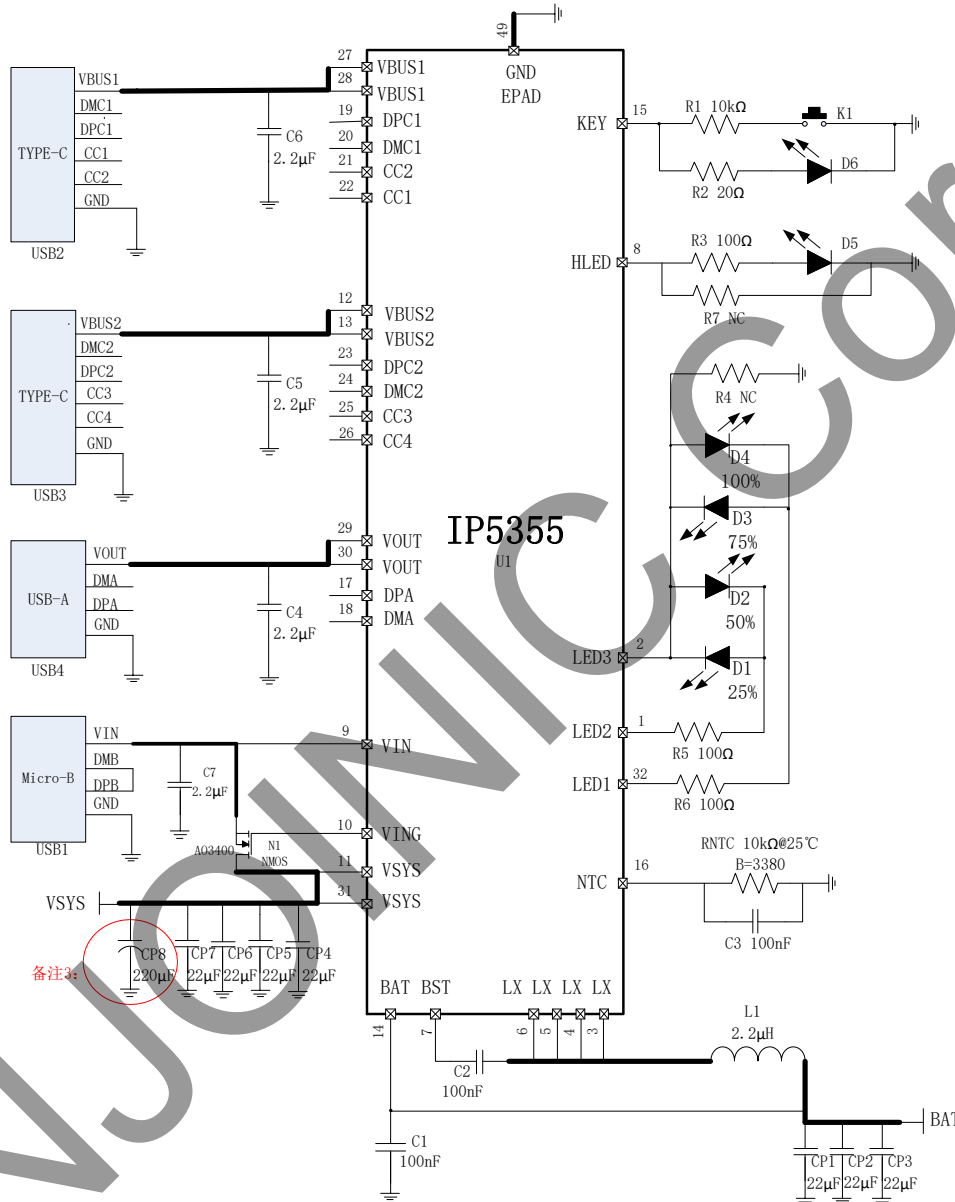 49
GND
EPAD
TYPE-C
VBUS1
DMC1
DPC1
CC1
CC2
GND
USB2
C6
2.2μF
27
VBUS1
28
VBUS1
19
DPC1
20
DMC1
21
CC2
22
CC1
15
KEY
R1 10kΩ
K1
R2 20Ω
D6
8
HLED
R3 100Ω
D5
R7 NC
TYPE-C
VBUS2
DMC2
DPC2
CC3
CC4
GND
USB3
C5
2.2μF
12
VBUS2
13
VBUS2
23
DPC2
24
DMC2
25
CC3
26
CC4
R4 NC
D4
100%
D3
75%
D2
50%
D1
25%
IP5355
U1
USB-A
VOUT
DMA
DPA
GND
USB4
C4
2.2μF
29
VOUT
30
VOUT
17
DPA
18
DMA
2
LED3
1
LED2
R5 100Ω
32
LED1
R6 100Ω
Micro-B
VIN
DMB
DPB
GND
USB1
C7
2.2μF
9
VIN
AO3400
N1
NMOS
10
VING
11
VSYS
31
VSYS
VSYS
备注3:
CP8
220μF
CP7
22μF
CP6
22μF
CP5
22μF
CP4
22μF
RNTC 10kΩ@25℃
B=3380
16
NTC
C3 100nF
BAT BST LX LX LX LX
14
7
6
5
4
3
C2
100nF
L1
2.2μH
C1
100nF
BAT
CP1
22μF
CP2
22μF
CP3
22μF